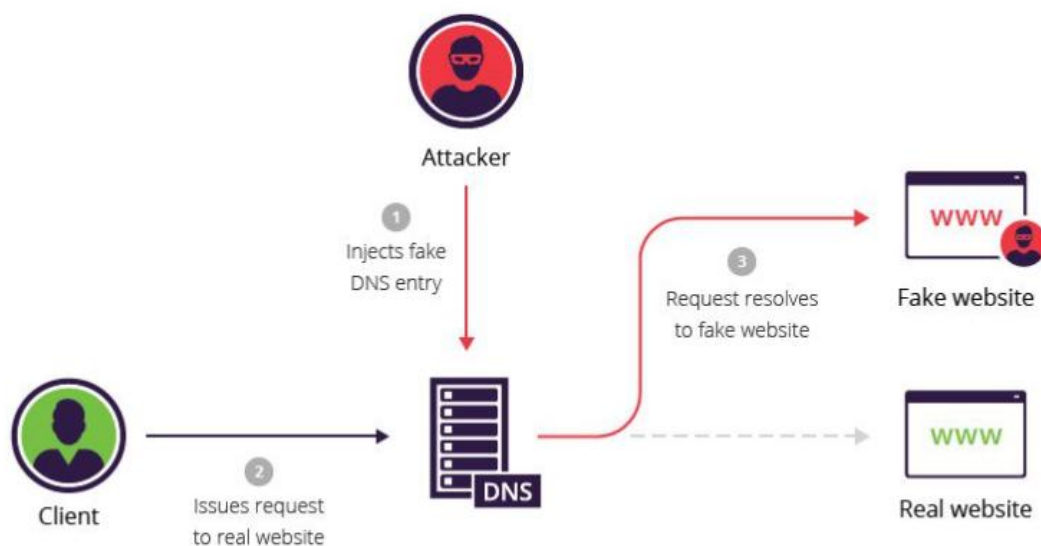 Attacker
1
Injects fake
DNS entry
www
Fake website
3
Request resolves
to fake website
Client
2
Issues request
to real website
DNS
www
Real website